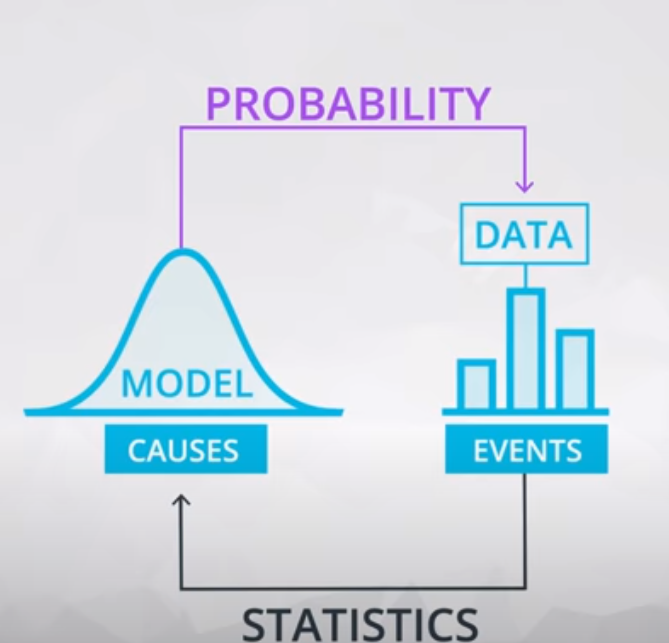 PROBABILITY
DATA
MODEL
CAUSES
EVENTS
STATISTICS